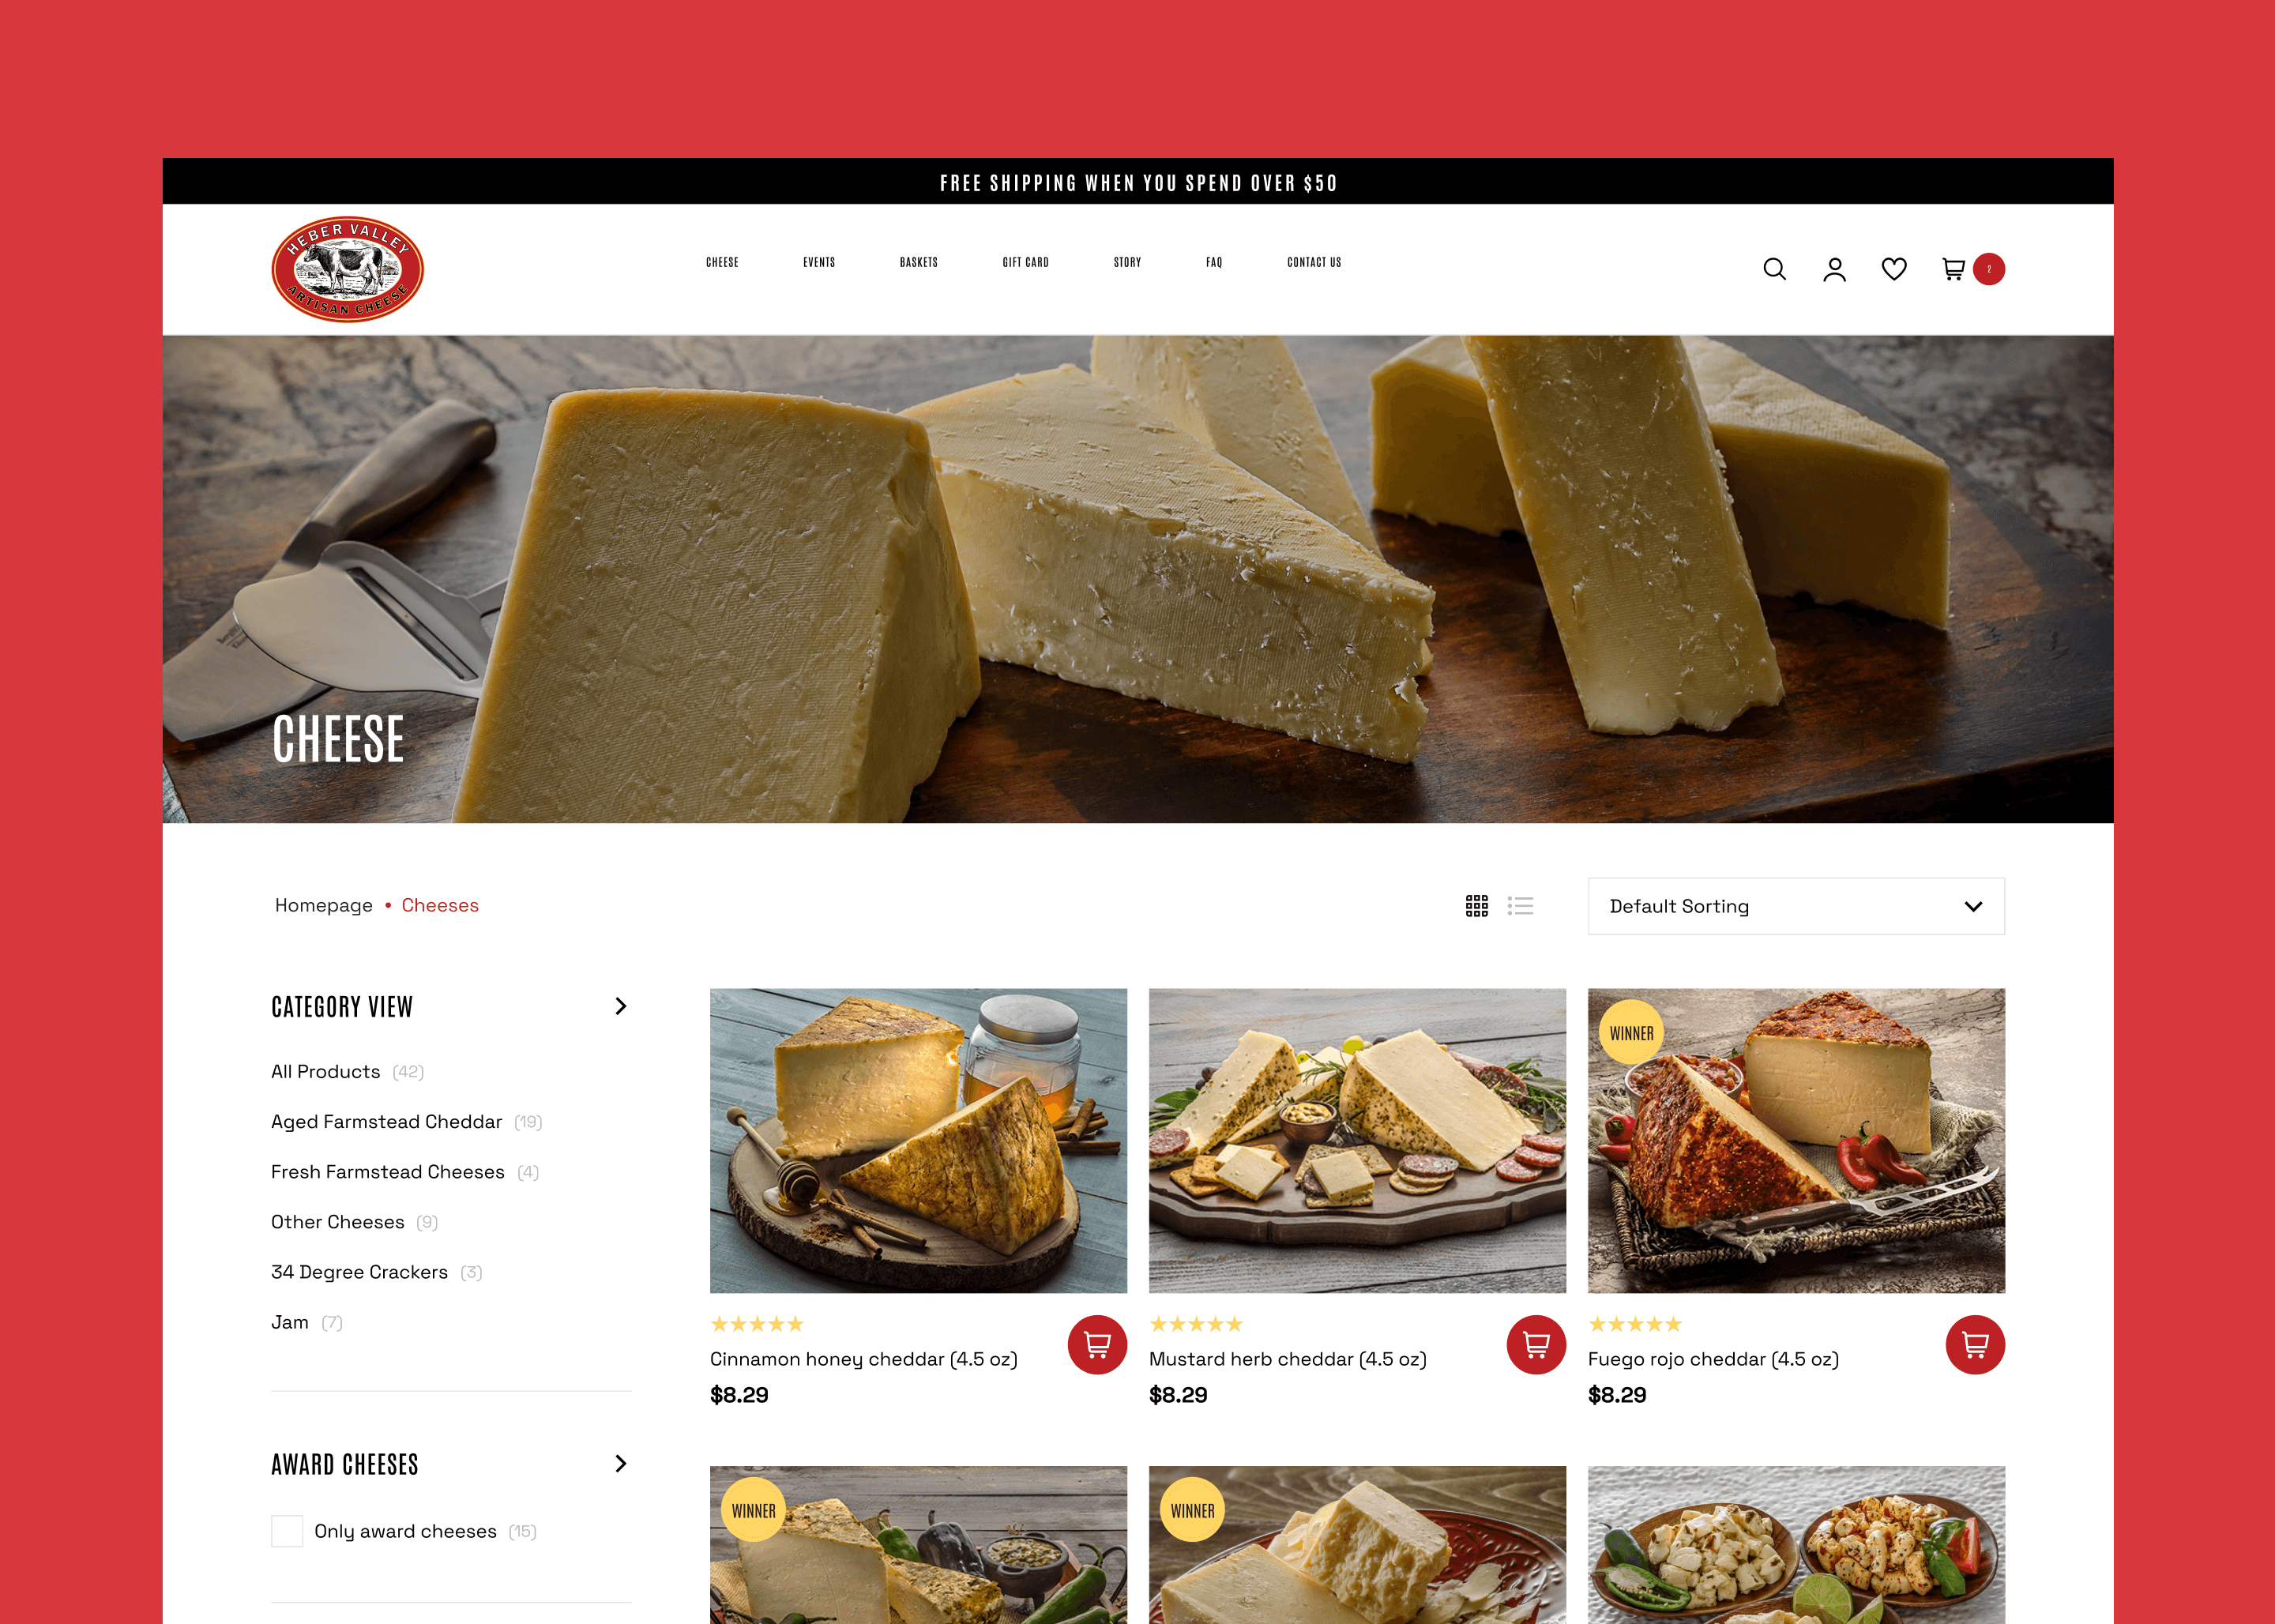 FREE SHIPPING WHEN YOU SPEND OVER $50
HEBER VALLEY
ARTISAN CHEESE
CHEESE
EVENTS
BASKETS
GIFT CARD
STORY
FAQ
CONTACT US
2
CHEESE
Homepage • Cheeses
Default Sorting
CATEGORY VIEW
All Products (42)
Aged Farmstead Cheddar (19)
Fresh Farmstead Cheeses (4)
Other Cheeses (9)
34 Degree Crackers (3)
Jam (7)
AWARD CHEESES
Only award cheeses (15)
Cinnamon honey cheddar (4.5 oz)
$8.29
Mustard herb cheddar (4.5 oz)
$8.29
WINNER
Fuego rojo cheddar (4.5 oz)
$8.29
WINNER
WINNER